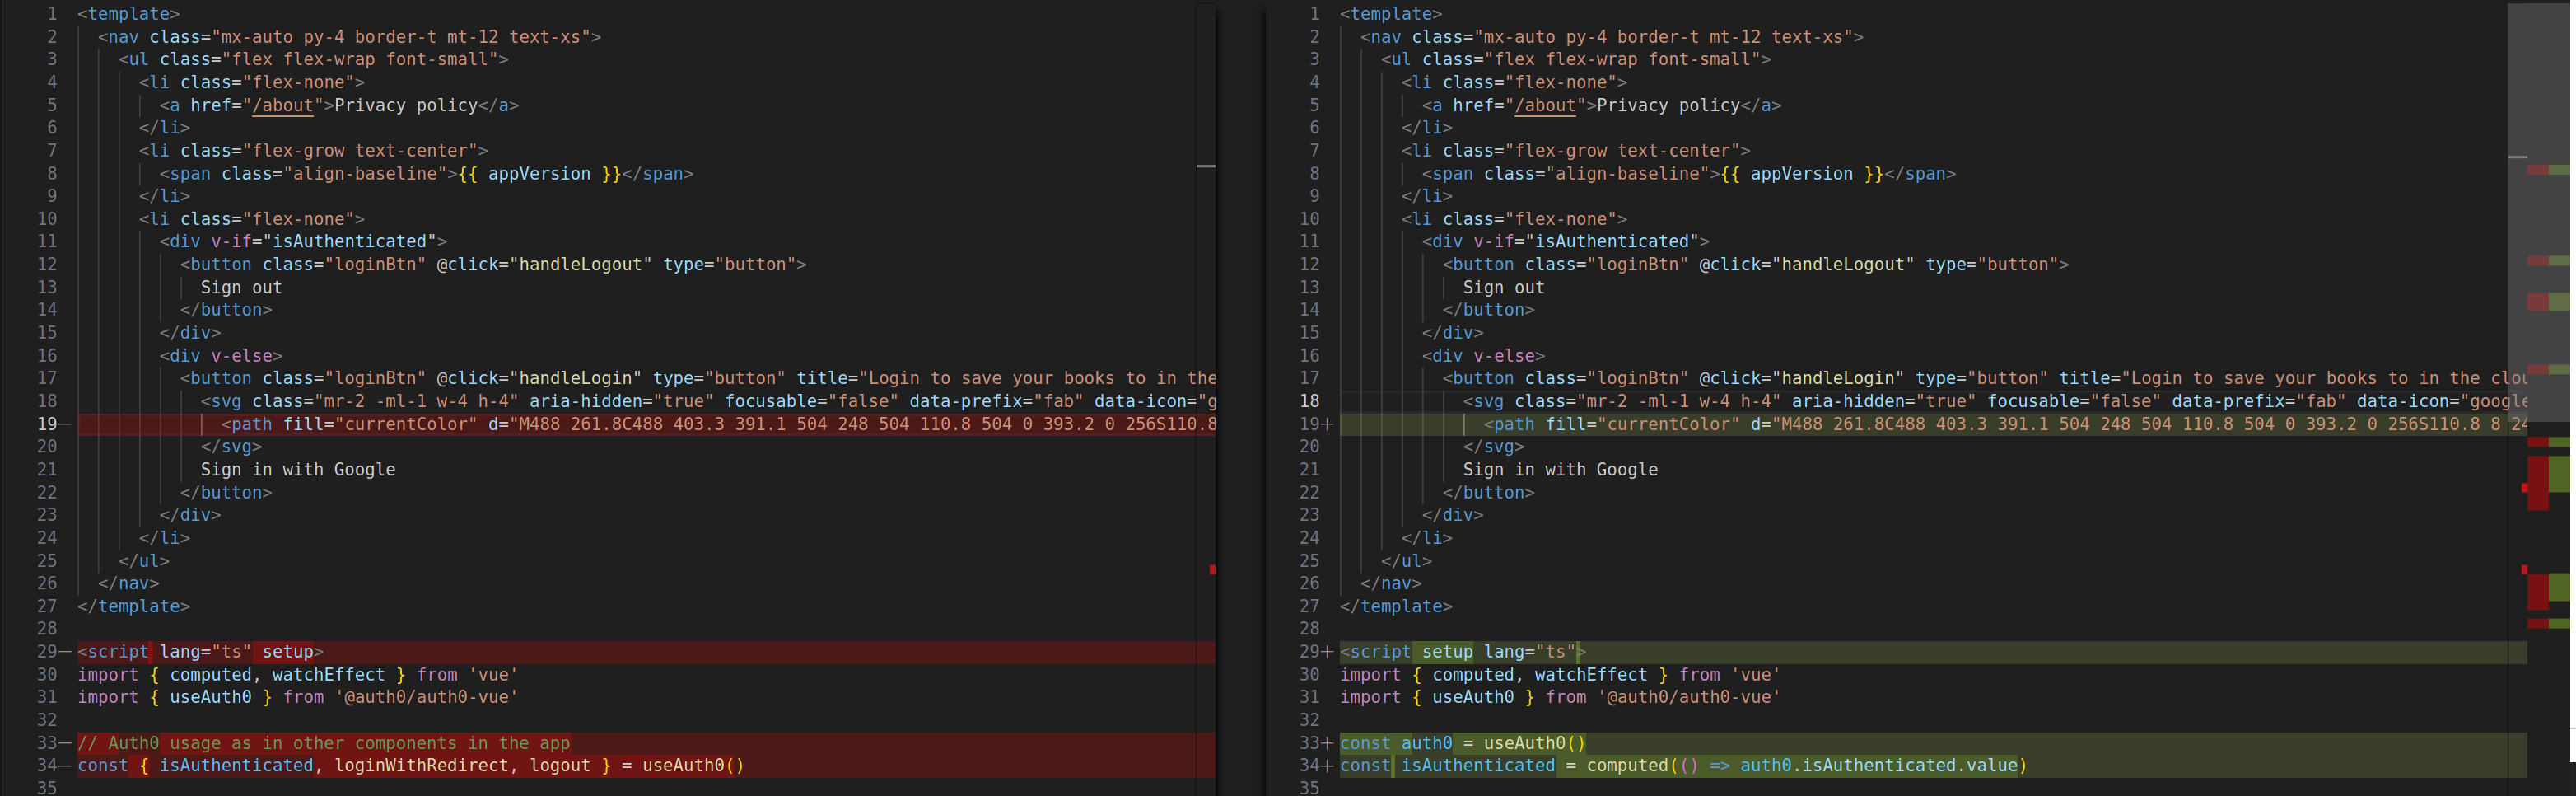 1 <template>
2 <nav class="mx-auto py-4 border-t mt-12 text-xs">
3 <ul class="flex flex-wrap font-small">
4 <li class="flex-none">
5 <a href="/about">Privacy policy</a>
6 </li>
7 <li class="flex-grow text-center">
8 <span class="align-baseline">{{ appVersion }}</span>
9 </li>
10 <li class="flex-none">
11 <div v-if="isAuthenticated">
12 <button class="loginBtn" @click="handleLogout" type="button">
13 Sign out
14 </button>
15 </div>
16 <div v-else>
17 <button class="loginBtn" @click="handleLogin" type="button" title="Login to save your books to in the
18 <svg class="mr-2 -ml-1 w-4 h-4" aria-hidden="true" focusable="false" data-prefix="fab" data-icon="g
19— <path fill="currentColor" d="M488 261.8C488 403.3 391.1 504 248 504 110.8 504 0 393.2 0 256S110.8
20 </svg>
21 Sign in with Google
22 </button>
23 </div>
24 </li>
25 </ul>
26 </nav>
27 </template>
28
29— <script lang="ts" setup>
30 import { computed, watchEffect } from 'vue'
31 import { useAuth0 } from '@auth0/auth0-vue'
32
33— // Auth0 usage as in other components in the app
34— const { isAuthenticated, loginWithRedirect, logout } = useAuth0()
35
1 <template>
2 <nav class="mx-auto py-4 border-t mt-12 text-xs">
3 <ul class="flex flex-wrap font-small">
4 <li class="flex-none">
5 <a href="/about">Privacy policy</a>
6 </li>
7 <li class="flex-grow text-center">
8 <span class="align-baseline">{{ appVersion }}</span>
9 </li>
10 <li class="flex-none">
11 <div v-if="isAuthenticated">
12 <button class="loginBtn" @click="handleLogout" type="button">
13 Sign out
14 </button>
15 </div>
16 <div v-else>
17 <button class="loginBtn" @click="handleLogin" type="button" title="Login to save your books to in the clou
18 <svg class="mr-2 -ml-1 w-4 h-4" aria-hidden="true" focusable="false" data-prefix="fab" data-icon="google
19+ <path fill="currentColor" d="M488 261.8C488 403.3 391.1 504 248 504 110.8 504 0 393.2 0 256S110.8 8 24
20 </svg>
21 Sign in with Google
22 </button>
23 </div>
24 </li>
25 </ul>
26 </nav>
27 </template>
28
29+ <script setup lang="ts">
30 import { computed, watchEffect } from 'vue'
31 import { useAuth0 } from '@auth0/auth0-vue'
32
33+ const auth0 = useAuth0()
34+ const isAuthenticated = computed(() => auth0.isAuthenticated.value)
35